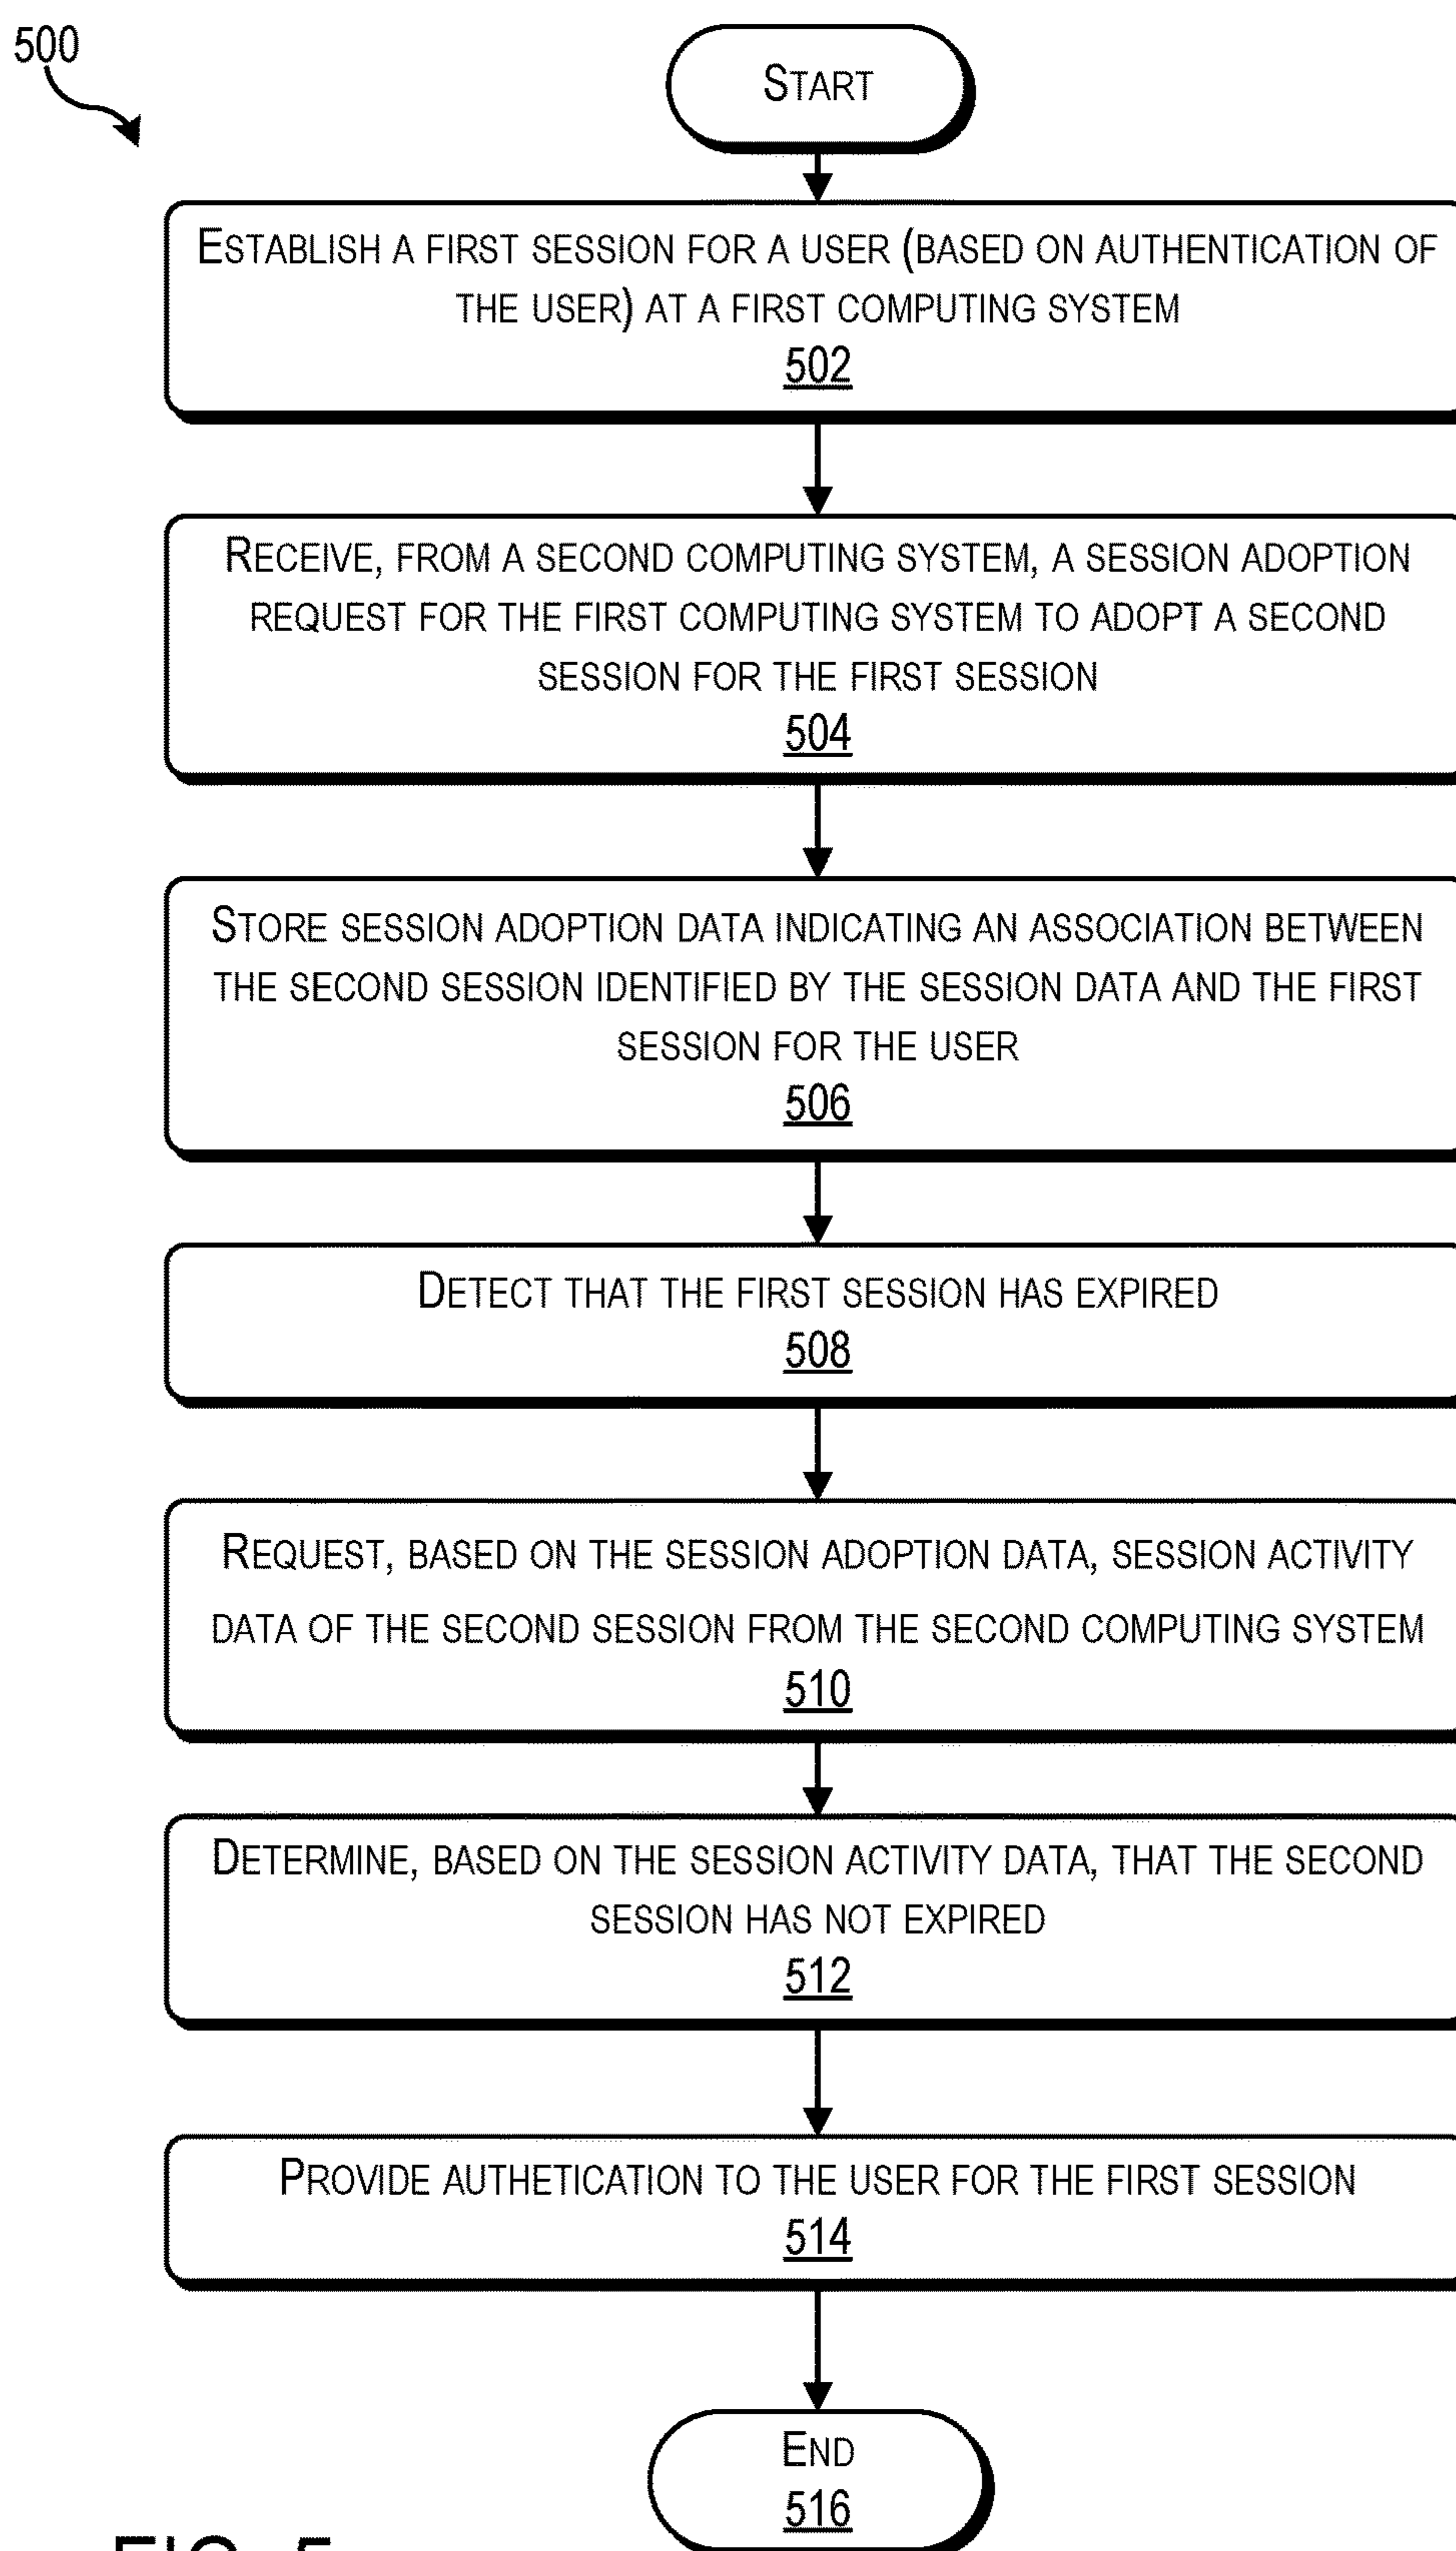 500
START
ESTABLISH A FIRST SESSION FOR A USER (BASED ON AUTHENTICATION OF
THE USER) AT A FIRST COMPUTING SYSTEM
502
RECEIVE, FROM A SECOND COMPUTING SYSTEM, A SESSION ADOPTION
REQUEST FOR THE FIRST COMPUTING SYSTEM TO ADOPT A SECOND
SESSION FOR THE FIRST SESSION
504
STORE SESSION ADOPTION DATA INDICATING AN ASSOCIATION BETWEEN
THE SECOND SESSION IDENTIFIED BY THE SESSION DATA AND THE FIRST
SESSION FOR THE USER
506
DETECT THAT THE FIRST SESSION HAS EXPIRED
508
REQUEST, BASED ON THE SESSION ADOPTION DATA, SESSION ACTIVITY
DATA OF THE SECOND SESSION FROM THE SECOND COMPUTING SYSTEM
510
DETERMINE, BASED ON THE SESSION ACTIVITY DATA, THAT THE SECOND
SESSION HAS NOT EXPIRED
512
PROVIDE AUTHETICATION TO THE USER FOR THE FIRST SESSION
514
END
516